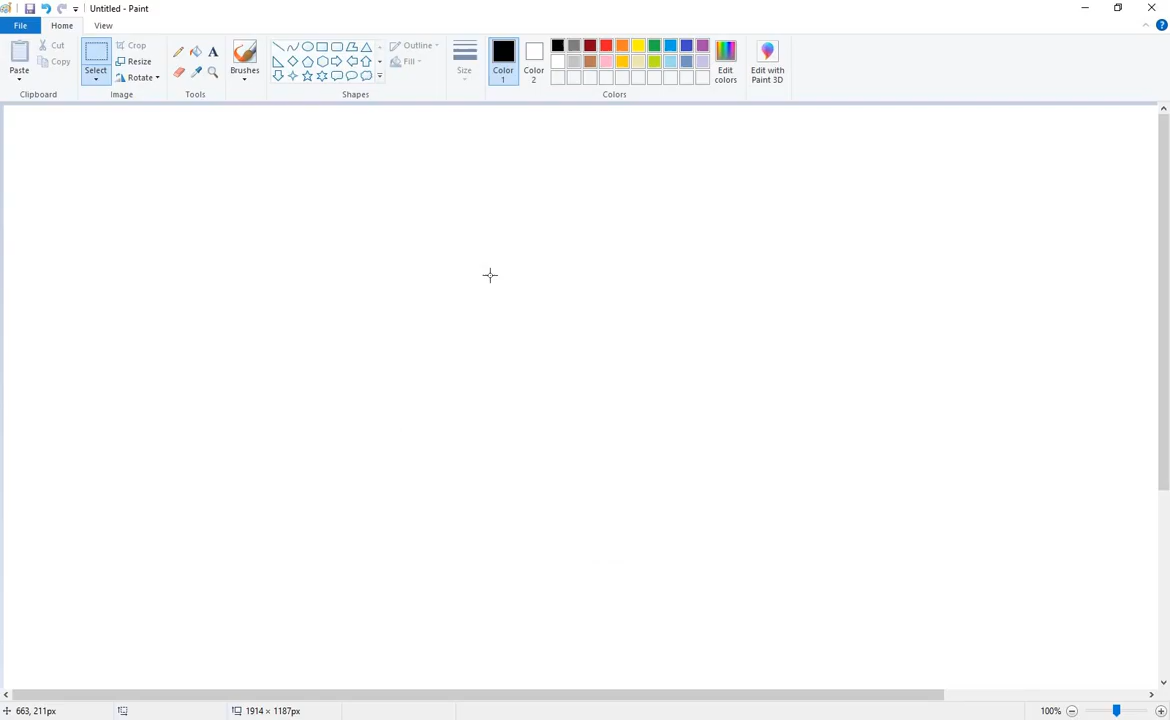 Untitled - Paint
File Home View
Paste
Cut
Copy
Clipboard
Select
Crop
Resize
Rotate
Image
A
Tools
Brushes
Outline
Fill
Shapes
Size
Color
1
Color
2
Edit
colors
Colors
Edit with
Paint 3D
663, 211px
1914 × 1187px
100%